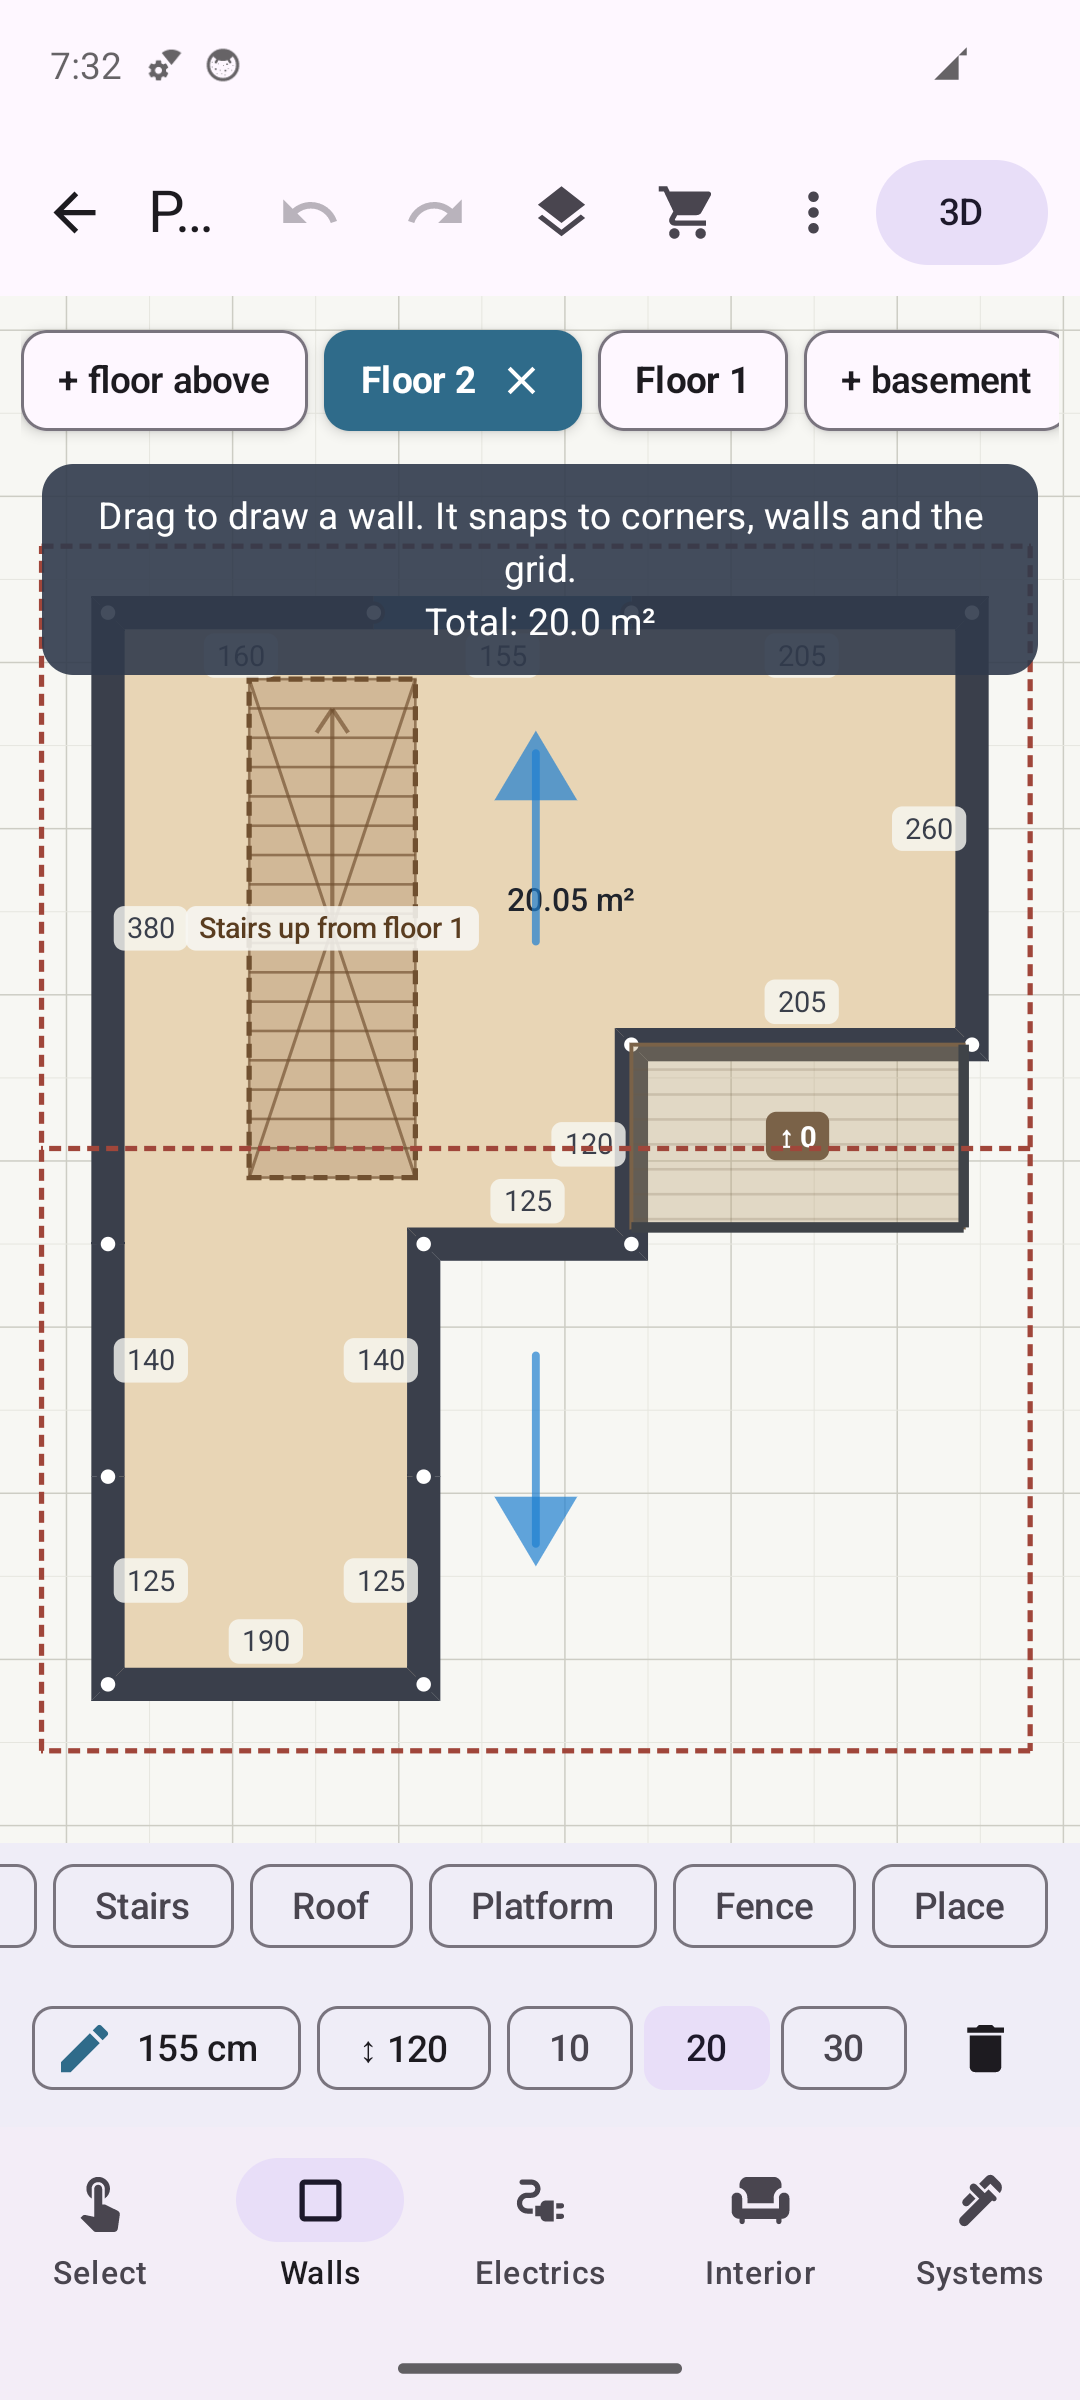 7:32
P...
3D
+ floor above
Floor 2
Floor 1
+ basement
Drag to draw a wall. It snaps to corners, walls and the
grid.
Total: 20.0 m²
160
155
205
260
20.05 m²
380
Stairs up from floor 1
205
↕ 0
120
125
140
140
125
125
190
Stairs
Roof
Platform
Fence
Place
155 cm
↕ 120
10
20
30
Select
Walls
Electrics
Interior
Systems